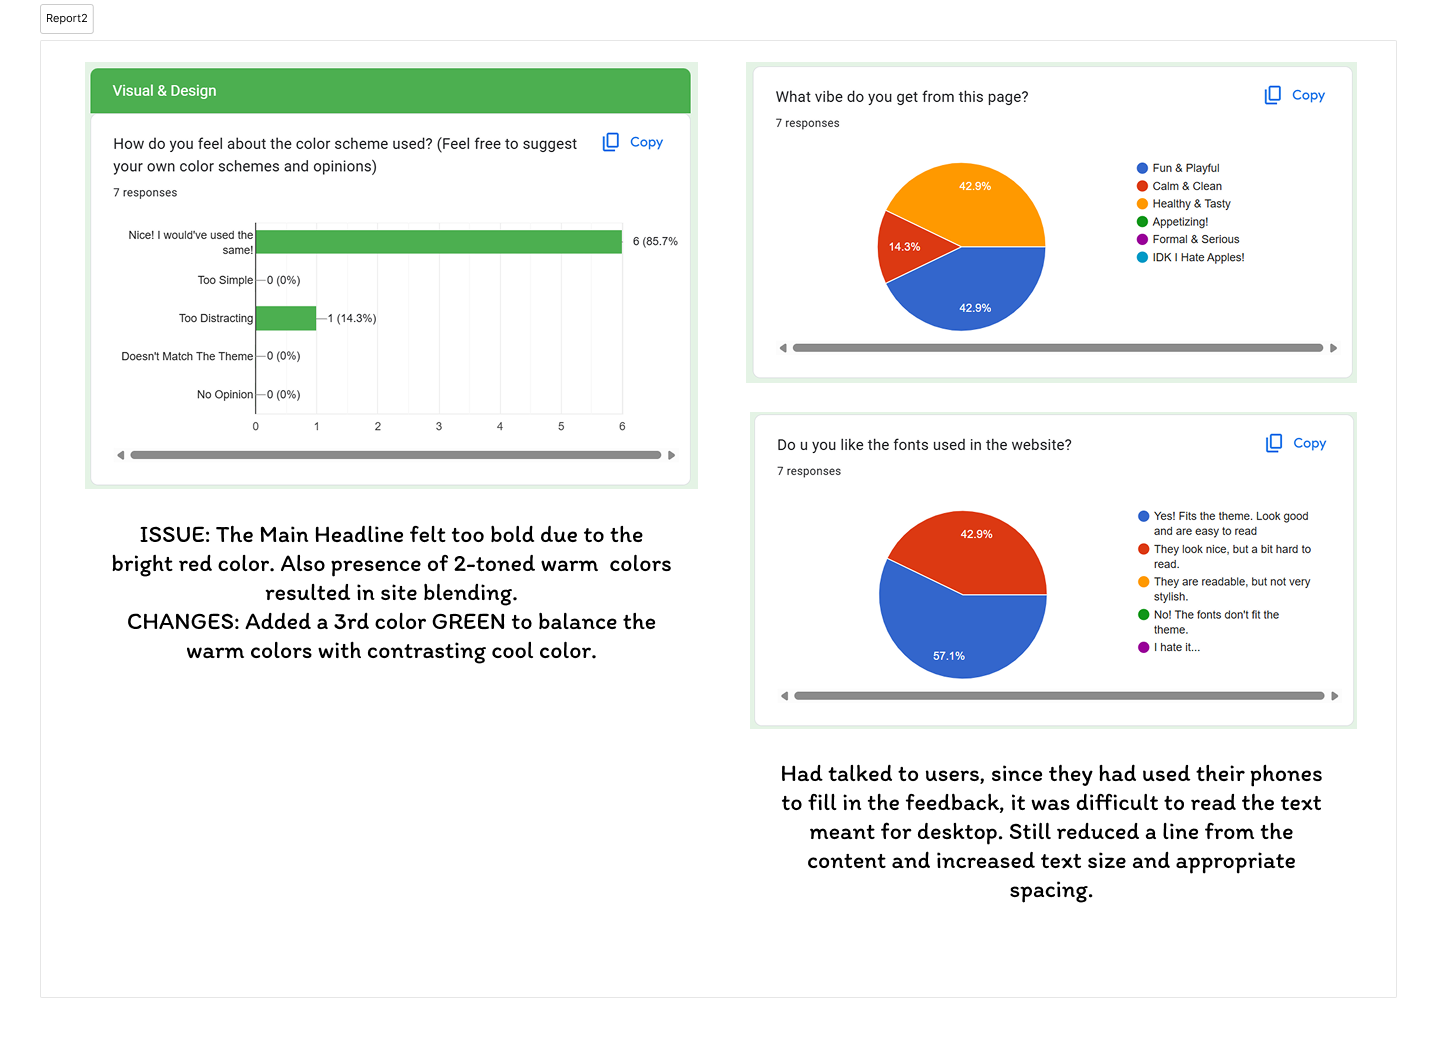 Report2
Visual & Design
How do you feel about the color scheme used? (Feel free to suggest
your own color schemes and opinions)
Copy
7 responses
Nice! I would've used the
same!
6 (85.7%
Too Simple
0 (0%)
Too Distracting
1 (14.3%)
Doesn't Match The Theme
0 (0%)
No Opinion
0 (0%)
0 1 2 3 4 5 6
ISSUE: The Main Headline felt too bold due to the
bright red color. Also presence of 2-toned warm colors
resulted in site blending.
CHANGES: Added a 3rd color GREEN to balance the
warm colors with contrasting cool color.
What vibe do you get from this page?
Copy
7 responses
42.9%
14.3%
42.9%
Fun & Playful
Calm & Clean
Healthy & Tasty
Appetizing!
Formal & Serious
IDK I Hate Apples!
Do u you like the fonts used in the website?
Copy
7 responses
42.9%
57.1%
Yes! Fits the theme. Look good
and are easy to read
They look nice, but a bit hard to
read.
They are readable, but not very
stylish.
No! The fonts don't fit the
theme.
I hate it...
Had talked to users, since they had used their phones
to fill in the feedback, it was difficult to read the text
meant for desktop. Still reduced a line from the
content and increased text size and appropriate
spacing.